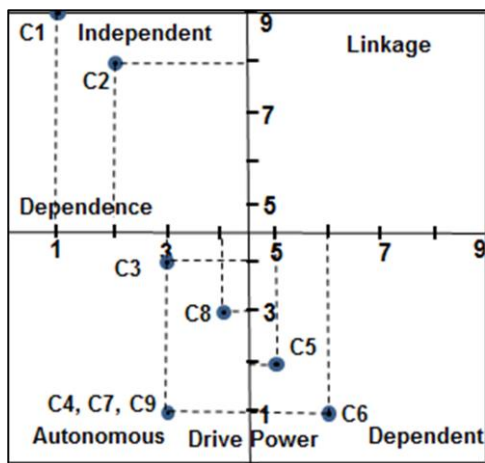 C1
Independent
9
Linkage
C2
7
Dependence
5
1
3
5
7
9
C3
C8
3
C5
C4, C7, C9
1
C6
Autonomous
Drive Power
Dependent